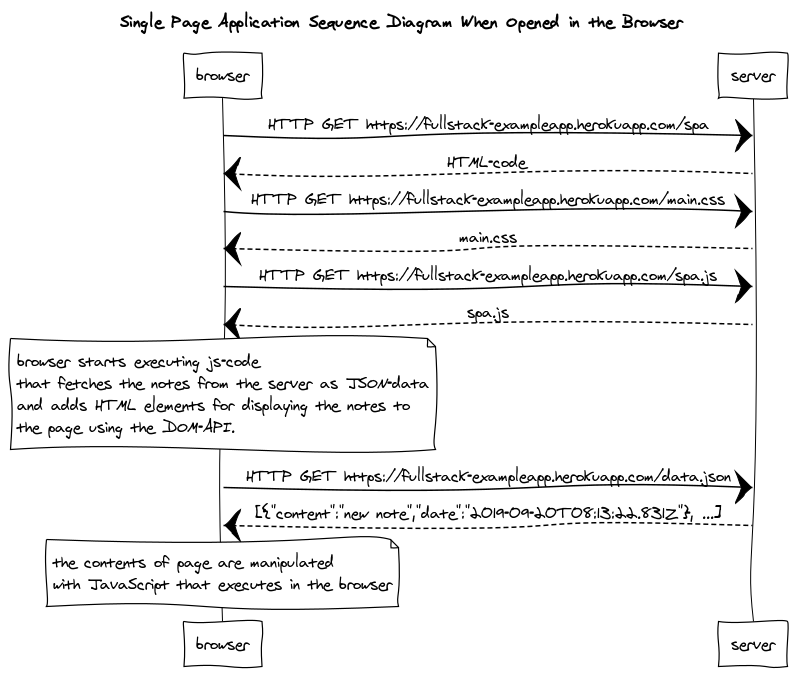 Single Page Application Sequence Diagram When Opened in the Browser
browser
server
HTTP GET https://fullstack-exampleapp.herokuapp.com/spa
HTML-code
HTTP GET https://fullstack-exampleapp.herokuapp.com/main.css
main.css
HTTP GET https://fullstack-exampleapp.herokuapp.com/spa.js
spa.js
browser starts executing js-code
that fetches the notes from the server as JSON-data
and adds HTML elements for displaying the notes to
the page using the DOM-API.
HTTP GET https://fullstack-exampleapp.herokuapp.com/data.json
[{"content":"new note","date":"2019-09-20T08:13:22.831Z"}, ...]
the contents of page are manipulated
with JavaScript that executes in the browser
browser
server